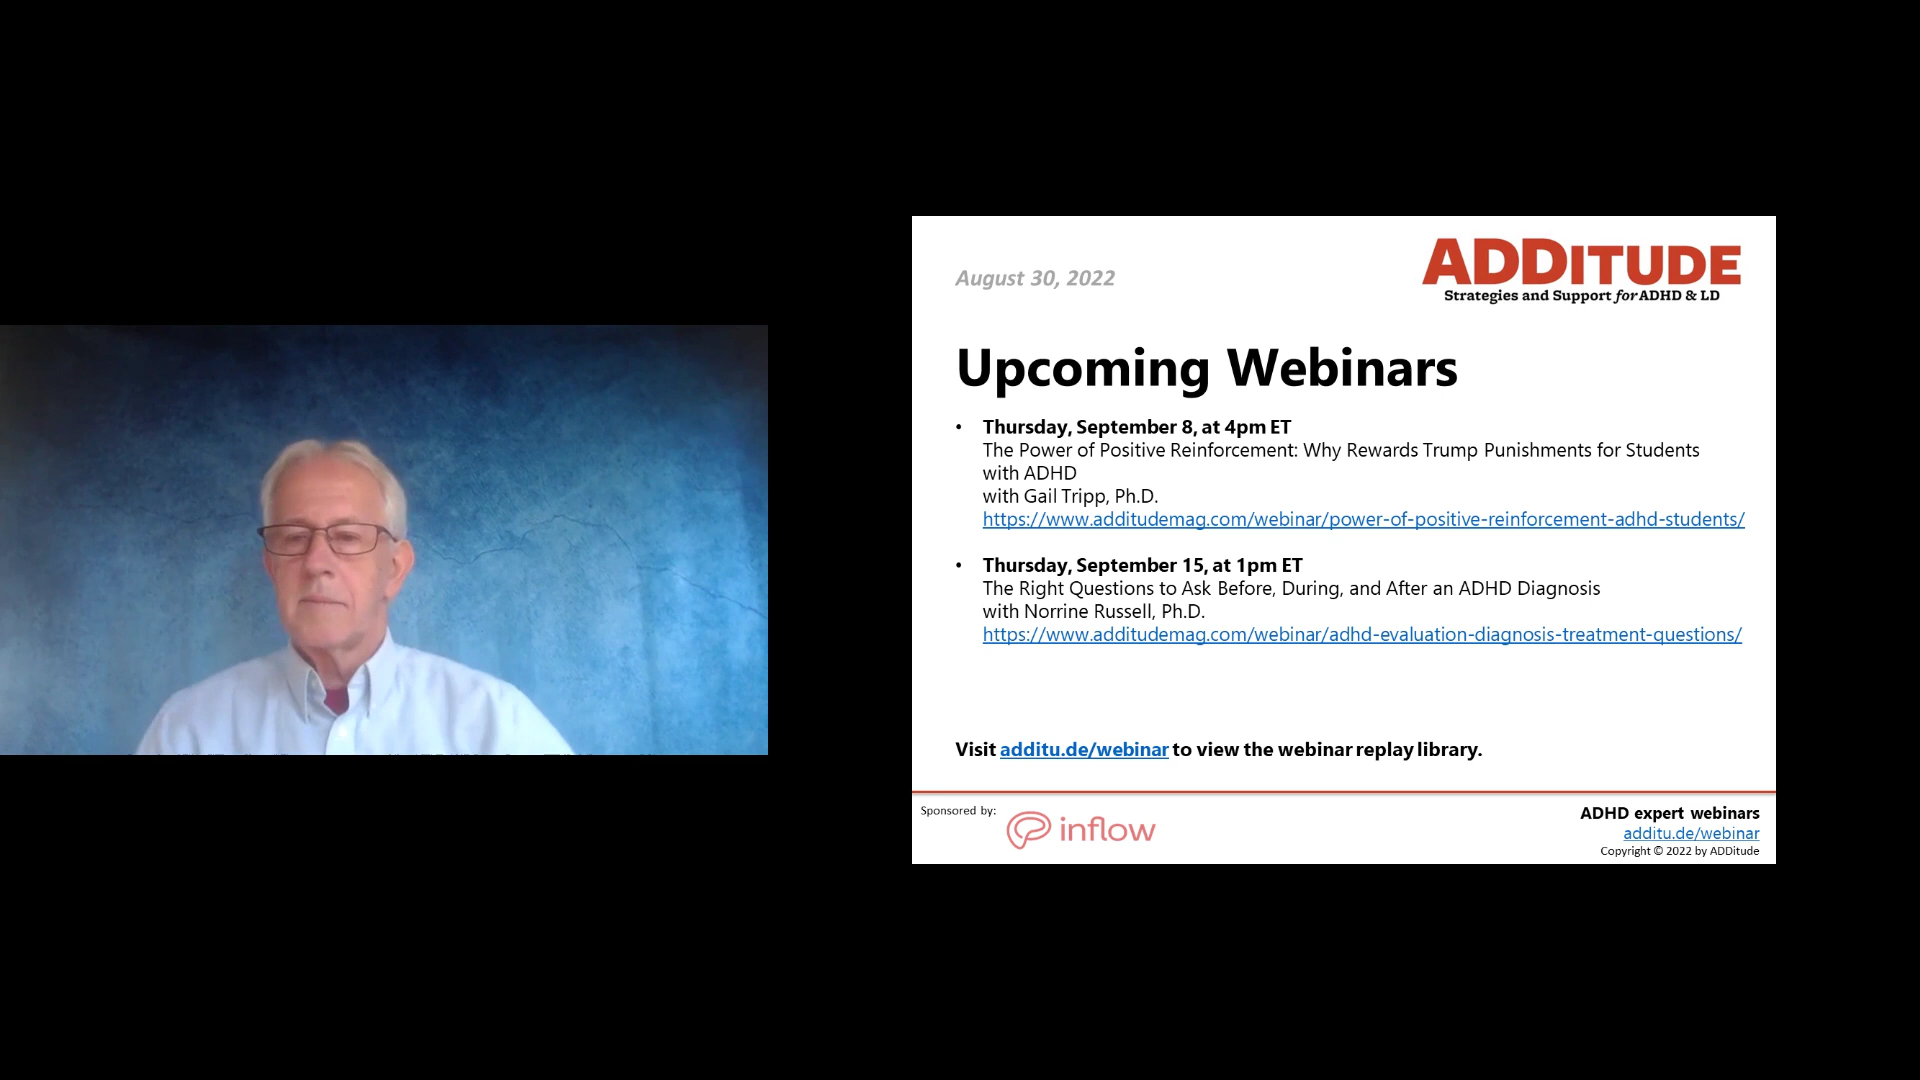 August 30, 2022
ADDITUDE
Strategies and Support for ADHD & LD
Upcoming Webinars
• Thursday, September 8, at 4pm ET
The Power of Positive Reinforcement: Why Rewards Trump Punishments for Students
with ADHD
with Gail Tripp, Ph.D.
https://www.additudemag.com/webinar/power-of-positive-reinforcement-adhd-students/
• Thursday, September 15, at 1pm ET
The Right Questions to Ask Before, During, and After an ADHD Diagnosis
with Norrine Russell, Ph.D.
https://www.additudemag.com/webinar/adhd-evaluation-diagnosis-treatment-questions/
Visit additu.de/webinar to view the webinar replay library.
Sponsored by:
inflow
ADHD expert webinars
additu.de/webinar
Copyright © 2022 by ADDitude